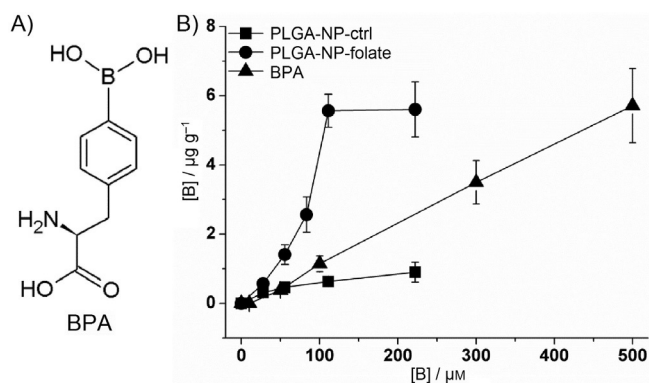 A)
HO
OH
B
H₂N
HO
O
BPA
B)
PLGA-NP-ctrl
PLGA-NP-folate
BPA
[B] / µg g⁻¹
8
6
4
2
0
0 100 200 300 400 500
[B] / µM